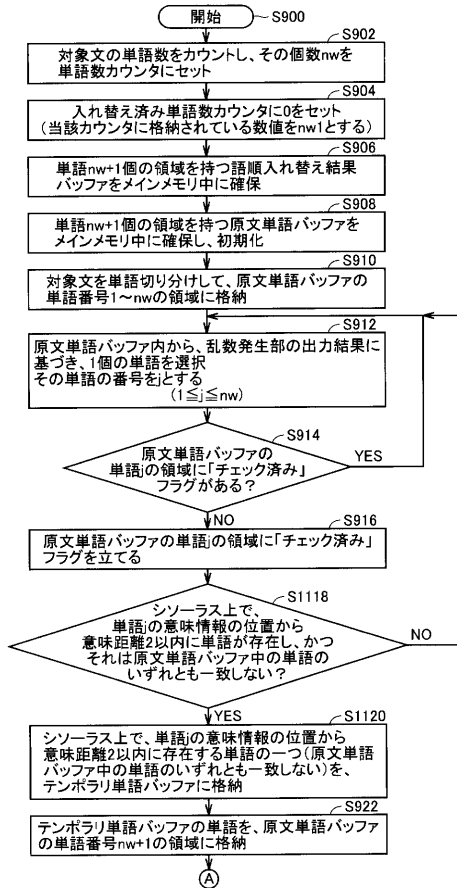 開始
S900
S902
対象文の単語数をカウントし、その個数nwを
単語数カウンタにセット
S904
入れ替え済み単語数カウンタに0をセット
(当該カウンタに格納されている数値をnw1とする)
S906
単語nw+1個の領域を持つ語順入れ替え結果
バッファをメインメモリ中に確保
S908
単語nw+1個の領域を持つ原文単語バッファを
メインメモリ中に確保し、初期化
S910
対象文を単語切り分けして、原文単語バッファの
単語番号1~nwの領域に格納
S912
原文単語バッファ内から、乱数発生部の出力結果に
基づき、1個の単語を選択
その単語の番号をjとする
(1≦j≦nw)
S914
原文単語バッファの
単語jの領域に「チェック済み」
フラグがある?
YES
NO
S916
原文単語バッファの単語jの領域に「チェック済み」
フラグを立てる
S1118
シソーラス上で、
単語jの意味情報の位置から
意味距離2以内に単語が存在し、かつ
それは原文単語バッファ中の単語の
いずれとも一致しない?
NO
YES
S1120
シソーラス上で、単語jの意味情報の位置から
意味距離2以内に存在する単語の一つ(原文単語
バッファ中の単語のいずれとも一致しない)を、
テンポラリ単語バッファに格納
S922
テンポラリ単語バッファの単語を、原文単語バッファ
の単語番号nw+1の領域に格納
A